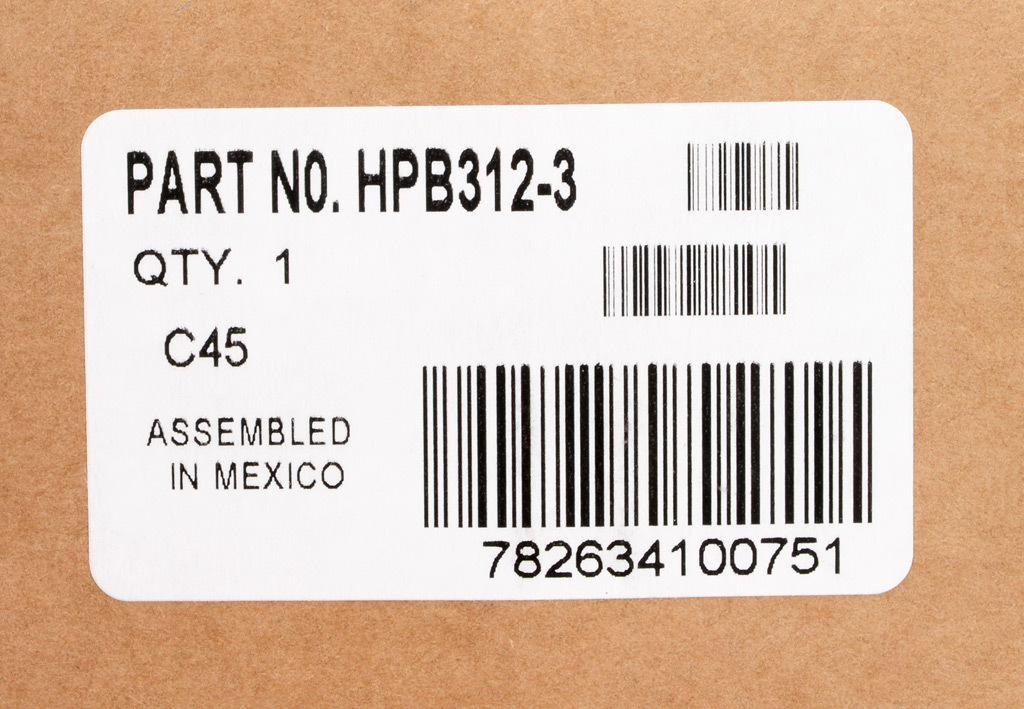 PART NO. HPB312-3
QTY. 1
C45
ASSEMBLED
IN MEXICO
782634100751